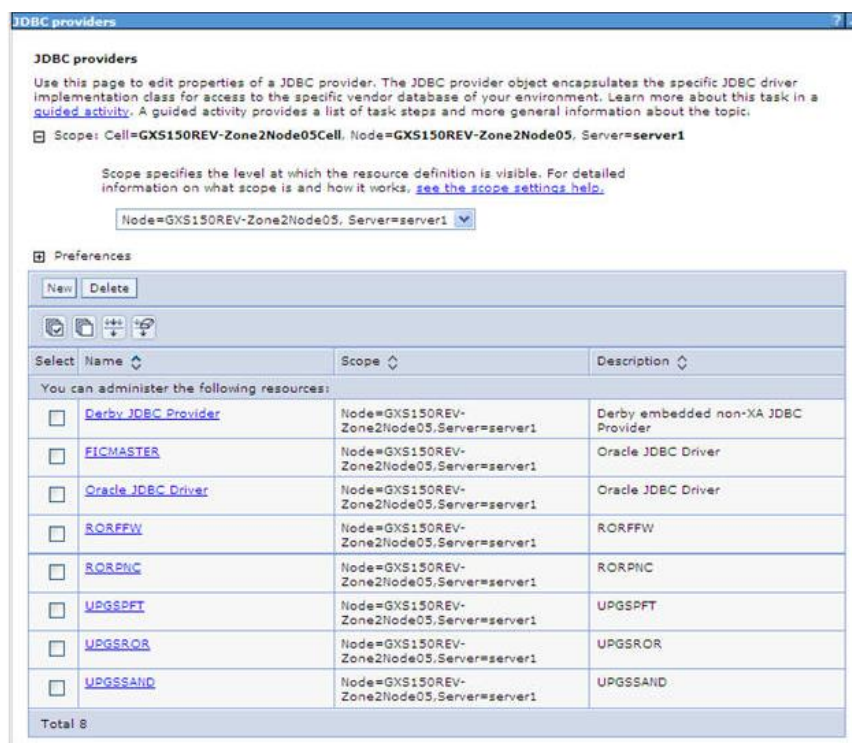 JDBC providers
?
JDBC providers
Use this page to edit properties of a JDBC provider. The JDBC provider object encapsulates the specific JDBC driver
implementation class for access to the specific vendor database of your environment. Learn more about this task in a
guided activity. A guided activity provides a list of task steps and more general information about the topic.
Scope: Cell=GXS150REV-Zone2Node05Cell, Node=GXS150REV-Zone2Node05, Server=server1
Scope specifies the level at which the resource definition is visible. For detailed
information on what scope is and how it works, see the scope settings help.
Node=GXS150REV-Zone2Node05, Server=server1
Preferences
New Delete
Select Name Scope Description
You can administer the following resources:
Derby JDBC Provider Node=GXS150REV- Derby embedded non-XA JDBC
Zone2Node05,Server=server1 Provider
FICMASTER Node=GXS150REV- Oracle JDBC Driver
Zone2Node05,Server=server1
Oracle JDBC Driver Node=GXS150REV- Oracle JDBC Driver
Zone2Node05,Server=server1
RORFFW Node=GXS150REV- RORFFW
Zone2Node05,Server=server1
RORPNC Node=GXS150REV- RORPNC
Zone2Node05,Server=server1
UPGSPFT Node=GXS150REV- UPGSPFT
Zone2Node05,Server=server1
UPGSROR Node=GXS150REV- UPGSROR
Zone2Node05,Server=server1
UPGSSAND Node=GXS150REV- UPGSSAND
Zone2Node05,Server=server1
Total 8